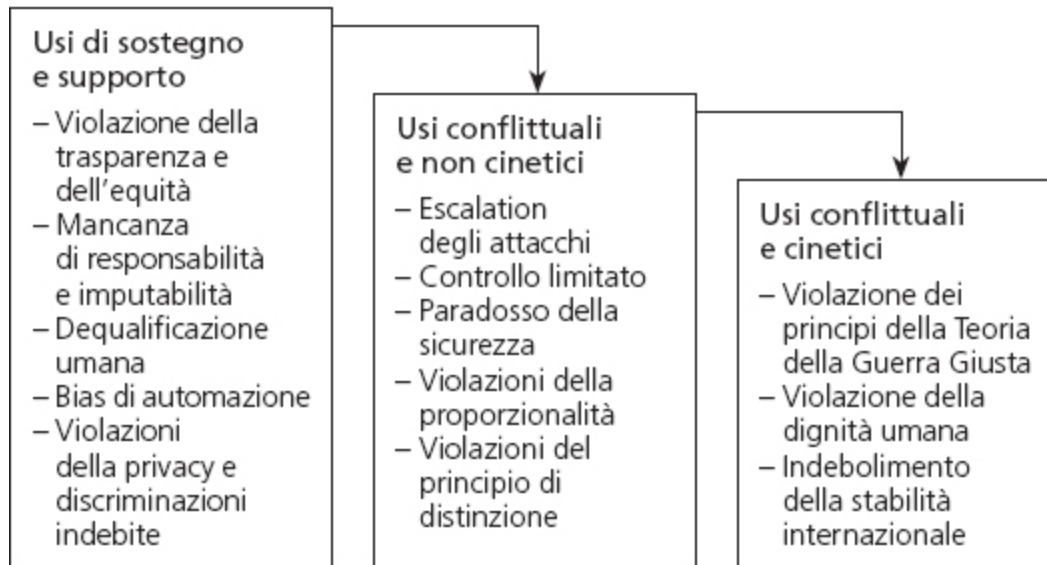 Usi di sostegno
e supporto
– Violazione della
trasparenza e
dell'equità
– Mancanza
di responsabilità
e imputabilità
– Dequalificazione
umana
– Bias di automazione
– Violazioni
della privacy e
discriminazioni
indebite
Usi conflittuali
e non cinetici
– Escalation
degli attacchi
– Controllo limitato
– Paradosso della
sicurezza
– Violazioni della
proporzionalità
– Violazioni del
principio di
distinzione
Usi conflittuali
e cinetici
– Violazione dei
principi della Teoria
della Guerra Giusta
– Violazione della
dignità umana
– Indebolimento
della stabilità
internazionale